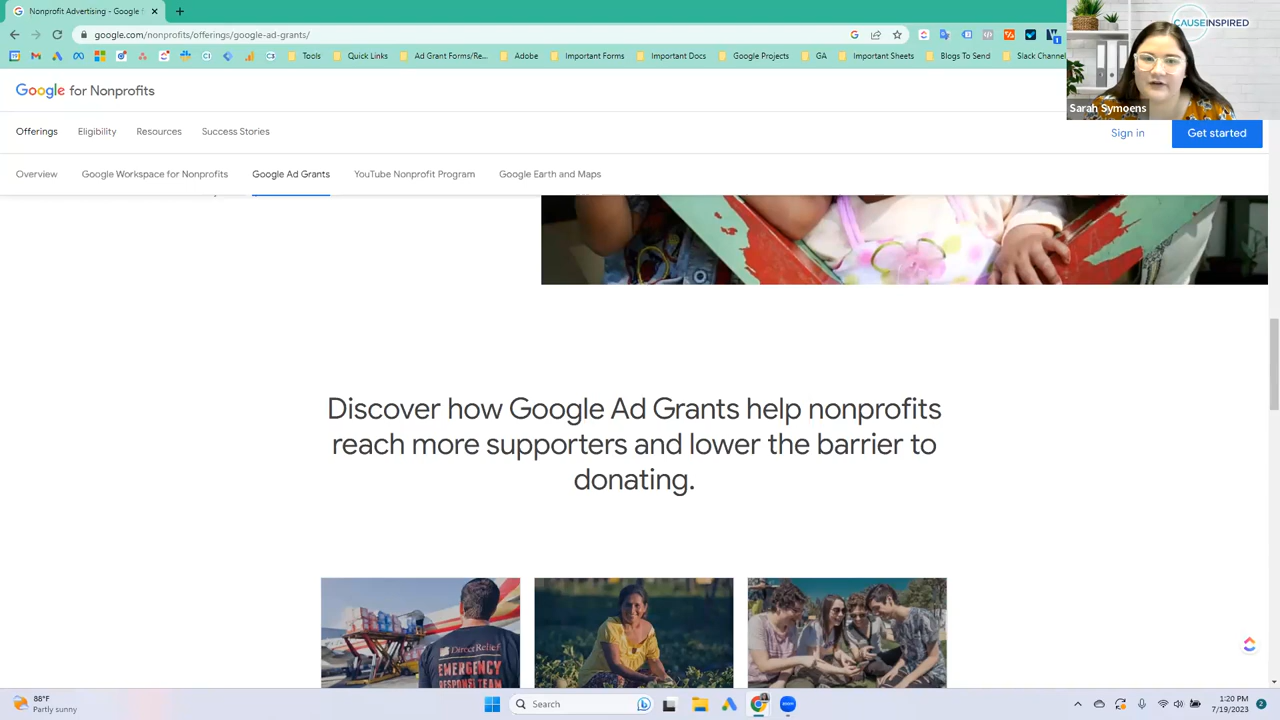 Nonprofit Advertising - Google
google.com/nonprofits/offerings/google-ad-grants/
CAUSEINSPIRED
Tools
Quick Links
Ad Grant Forms/Re...
Adobe
Important Forms
Important Docs
Google Projects
GA
Important Sheets
Blogs To Send
Slack Channe
Sarah Symoens
Google for Nonprofits
Offerings
Eligibility
Resources
Success Stories
Sign in
Get started
Overview
Google Workspace for Nonprofits
Google Ad Grants
YouTube Nonprofit Program
Google Earth and Maps
Discover how Google Ad Grants help nonprofits
reach more supporters and lower the barrier to
donating.
Direct Relief
EMERGENCY
RESPONSE TEAM
88°F
Partly sunny
Search
zoom
1:20 PM
7/19/2023
2